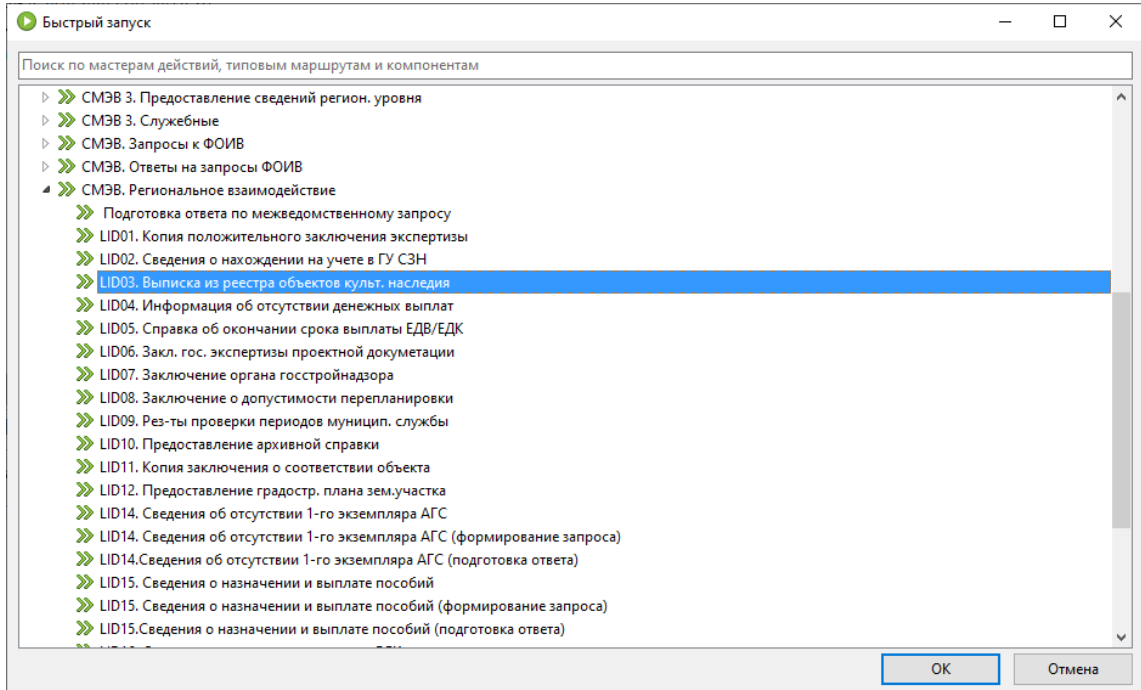 Быстрый запуск
Поиск по мастерам действий, типовым маршрутам и компонентам
СМЭВ 3. Предоставление сведений регион. уровня
СМЭВ 3. Служебные
СМЭВ. Запросы к ФОИВ
СМЭВ. Ответы на запросы ФОИВ
СМЭВ. Региональное взаимодействие
Подготовка ответа по межведомственному запросу
LID01. Копия положительного заключения экспертизы
LID02. Сведения о нахождении на учете в ГУ СЗН
LID03. Выписка из реестра объектов культ. наследия
LID04. Информация об отсутствии денежных выплат
LID05. Справка об окончании срока выплаты ЕДВ/ЕДК
LID06. Закл. гос. экспертизы проектной докуметации
LID07. Заключение органа госстройнадзора
LID08. Заключение о допустимости перепланировки
LID09. Рез-ты проверки периодов муницип. службы
LID10. Предоставление архивной справки
LID11. Копия заключения о соответствии объекта
LID12. Предоставление градостр. плана зем.участка
LID14. Сведения об отсутствии 1-го экземпляра АГС
LID14. Сведения об отсутствии 1-го экземпляра АГС (формирование запроса)
LID14.Сведения об отсутствии 1-го экземпляра АГС (подготовка ответа)
LID15. Сведения о назначении и выплате пособий
LID15. Сведения о назначении и выплате пособий (формирование запроса)
LID15.Сведения о назначении и выплате пособий (подготовка ответа)
ОК Отмена